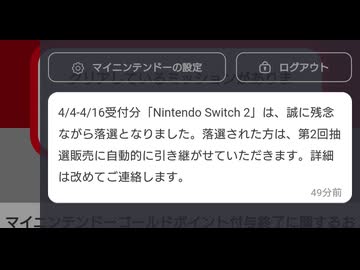 マイニンテンドーの設定
ログアウト
4/4-4/16受付分「Nintendo Switch 2」は、誠に残念
ながら落選となりました。落選された方は、第2回抽
選販売に自動的に引き継がせていただきます。詳細
は改めてご連絡します。
49分前
マイニンテンドーゴールドポイント付与終了に関するお